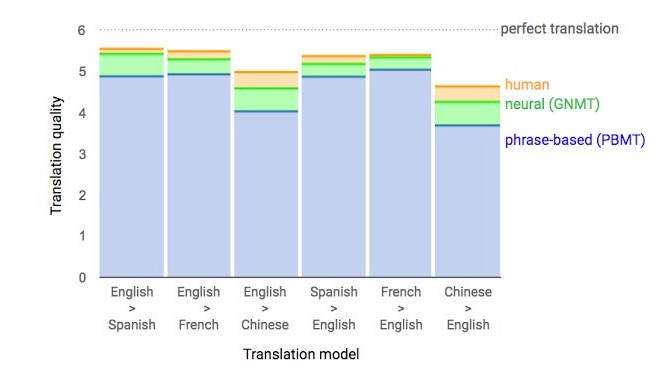 6
perfect translation
5
human
neural (GNMT)
4
phrase-based (PBMT)
3
2
1
0
Translation quality
English > Spanish
English > French
English > Chinese
Spanish > English
French > English
Chinese > English
Translation model